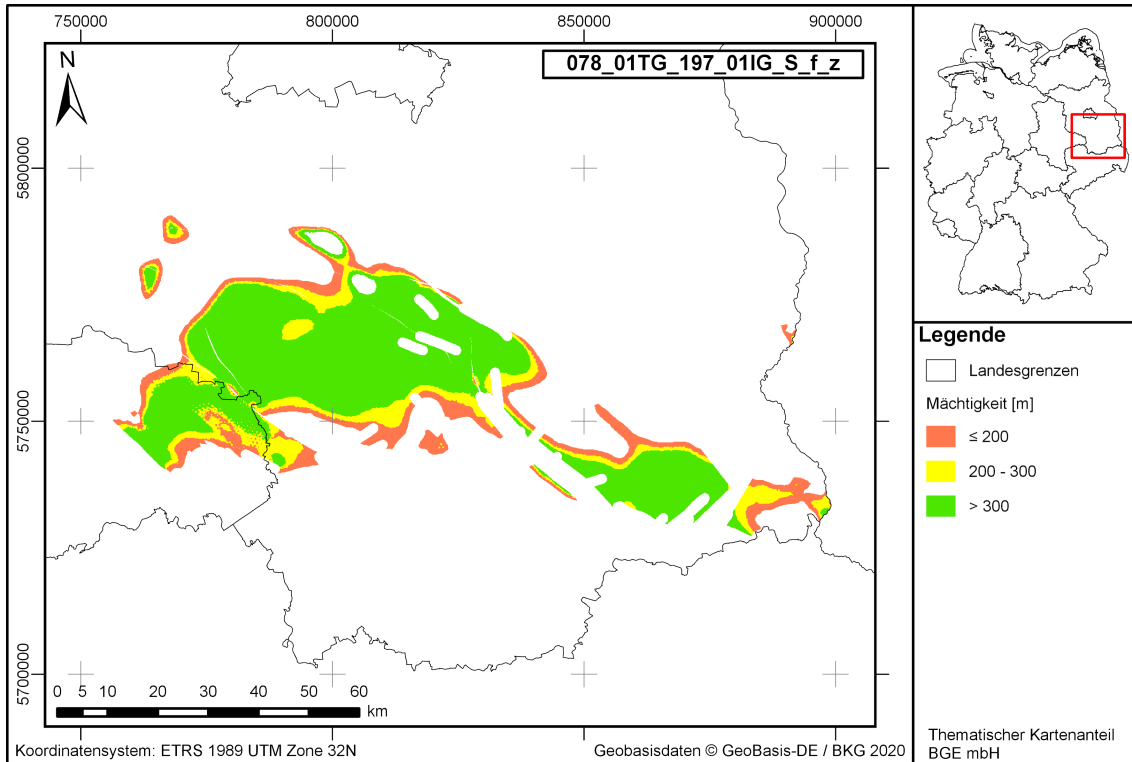 750000 800000 850000 900000
N
078_01TG_197_01IG_S_f_z
5800000
5750000
5700000
0 5 10 20 30 40 50 60
km
Koordinatensystem: ETRS 1989 UTM Zone 32N
Geobasisdaten © GeoBasis-DE / BKG 2020
Legende
Landesgrenzen
Mächtigkeit [m]
≤ 200
200 - 300
> 300
Thematischer Kartenanteil
BGE mbH